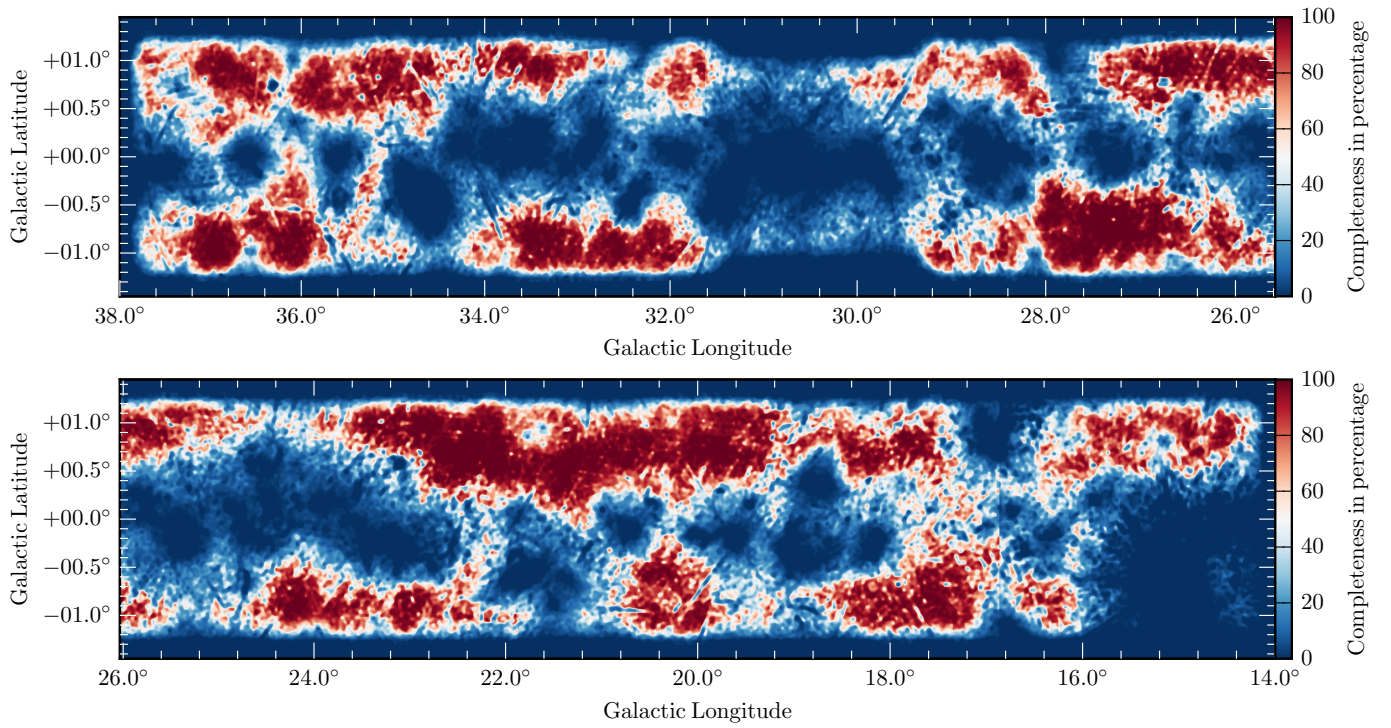 +01.0°
+00.5°
+00.0°
−00.5°
−01.0°
Galactic Latitude
38.0° 36.0° 34.0° 32.0° 30.0° 28.0° 26.0°
Galactic Longitude
100
80
60
40
20
0
Completeness in percentage
+01.0°
+00.5°
+00.0°
−00.5°
−01.0°
Galactic Latitude
26.0° 24.0° 22.0° 20.0° 18.0° 16.0° 14.0°
Galactic Longitude
100
80
60
40
20
0
Completeness in percentage